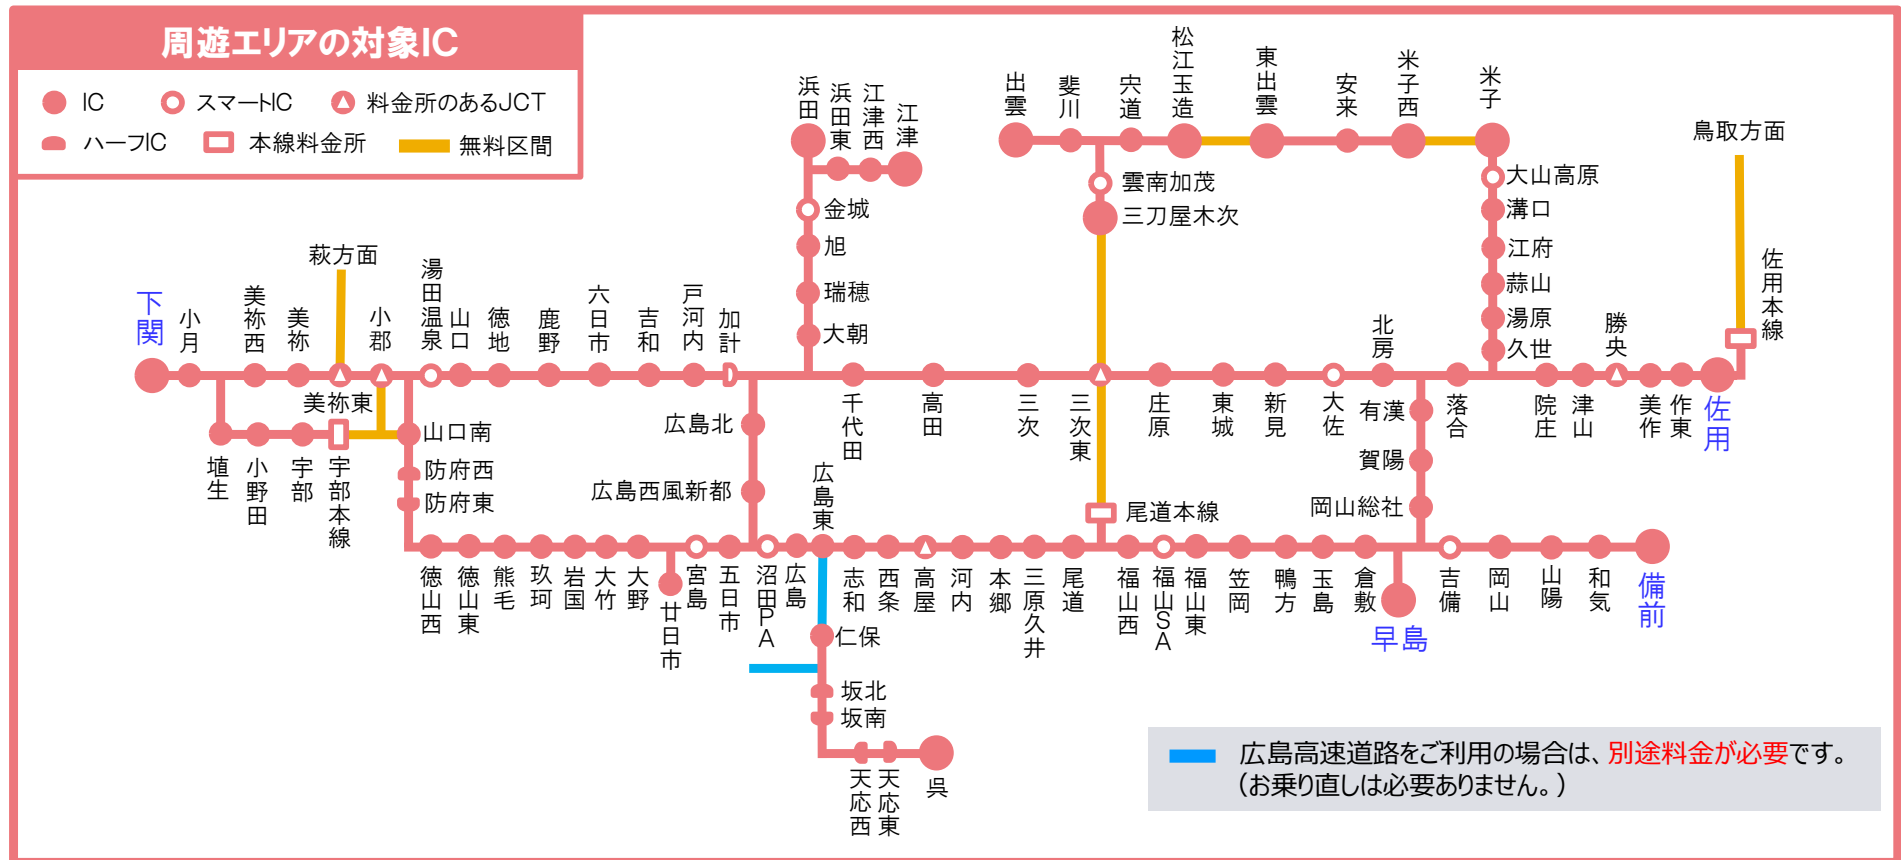 周遊エリアの対象IC
IC
スマートIC
料金所のあるJCT
ハーフIC
本線料金所
無料区間
浜田
浜田東
江津西
江津
出雲
斐川
宍道
松江玉造
東出雲
安来
米子西
米子
鳥取方面
金城
旭
瑞穂
大朝
雲南加茂
三刀屋木次
大山高原
溝口
江府
蒜山
湯原
久世
佐用本線
萩方面
下関
小月
美祢西
美祢
美祢東
小郡
湯田温泉
山口
徳地
鹿野
六日市
吉和
戸河内
加計
千代田
高田
三次
三次東
庄原
東城
新見
大佐
北房
落合
院庄
津山
勝央
美作
作東
佐用
埴生
小野田
宇部
宇部本線
山口南
防府西
防府東
広島北
広島西風新都
広島東
尾道本線
有漢
賀陽
岡山総社
徳山西
徳山東
熊毛
玖珂
岩国
大竹
大野
廿日市
宮島
五日市
沼田PA
広島
志和
西条
高屋
河内
本郷
三原久井
尾道
福山西
福山SA
福山東
笠岡
鴨方
玉島
倉敷
早島
吉備
岡山
山陽
和気
備前
仁保
坂北
坂南
天応西
天応東
呉
広島高速道路をご利用の場合は、別途料金が必要です。
（お乗り直しは必要ありません。）